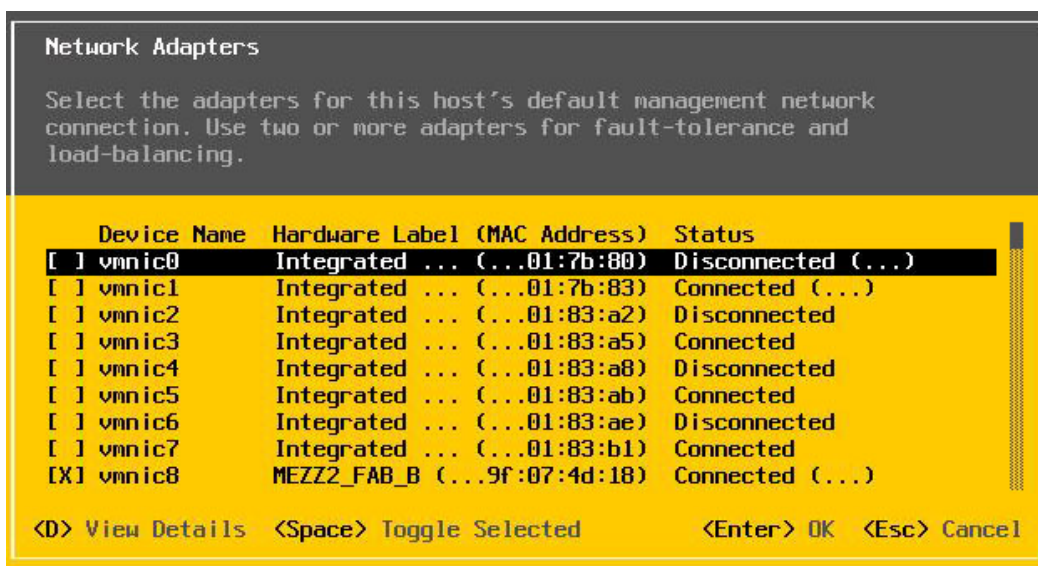 Network Adapters
Select the adapters for this host's default management network
connection. Use two or more adapters for fault-tolerance and
load-balancing.
Device Name Hardware Label (MAC Address) Status
[ ] vmnic0 Integrated ... (...01:7b:80) Disconnected (...)
[ ] vmnic1 Integrated ... (...01:7b:83) Connected (...)
[ ] vmnic2 Integrated ... (...01:83:a2) Disconnected
[ ] vmnic3 Integrated ... (...01:83:a5) Connected
[ ] vmnic4 Integrated ... (...01:83:a8) Disconnected
[ ] vmnic5 Integrated ... (...01:83:ab) Connected
[ ] vmnic6 Integrated ... (...01:83:ae) Disconnected
[ ] vmnic7 Integrated ... (...01:83:b1) Connected
[X] vmnic8 MEZZ2_FAB_B (...9f:07:4d:18) Connected (...)
<D> View Details <Space> Toggle Selected <Enter> OK <Esc> Cancel